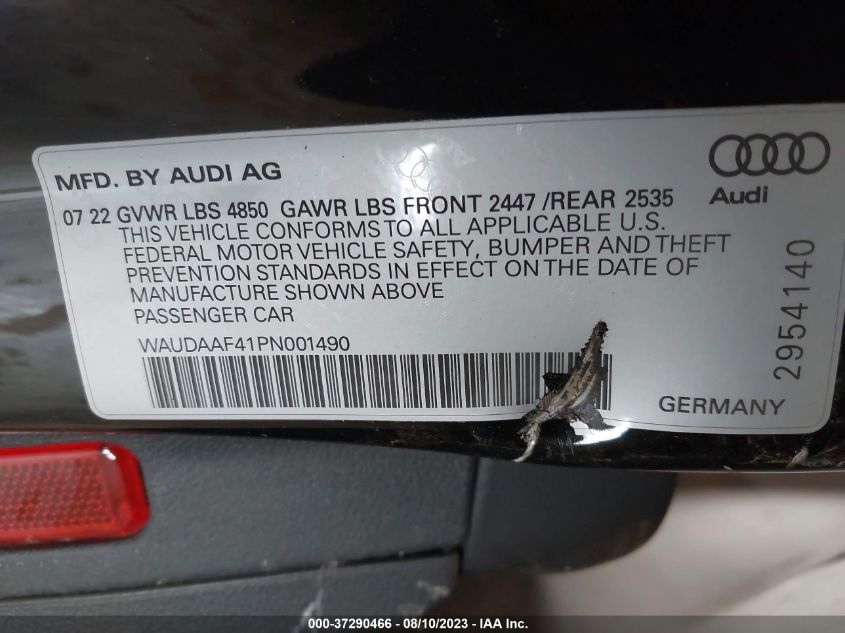 MFD. BY AUDI AG
Audi
07 22 GVWR LBS 4850 GAWR LBS FRONT 2447 /REAR 2535
THIS VEHICLE CONFORMS TO ALL APPLICABLE U.S.
FEDERAL MOTOR VEHICLE SAFETY, BUMPER AND THEFT
PREVENTION STANDARDS IN EFFECT ON THE DATE OF
MANUFACTURE SHOWN ABOVE
PASSENGER CAR
WAUDAAF41PN001490
2954140
GERMANY
000-37290466 - 08/10/2023 - IAA Inc.